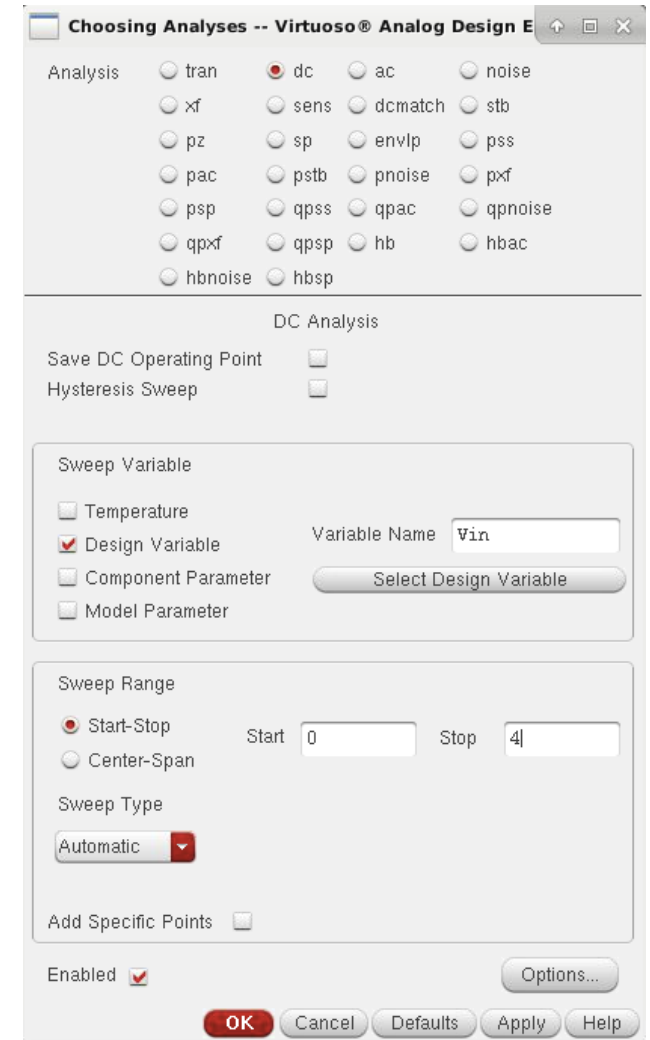 Choosing Analyses -- Virtuoso® Analog Design E
Analysis tran dc ac noise
xf sens dcmatch stb
pz sp envlp pss
pac pstb pnoise pxf
psp qpss qpac qpnoise
qpxf qpsp hb hbac
hbnoise hbsp
DC Analysis
Save DC Operating Point
Hysteresis Sweep
Sweep Variable
Temperature
Design Variable
Component Parameter
Model Parameter
Variable Name Vin
Select Design Variable
Sweep Range
Start-Stop
Center-Span
Start 0 Stop 4
Sweep Type
Automatic
Add Specific Points
Enabled
Options...
OK Cancel Defaults Apply Help